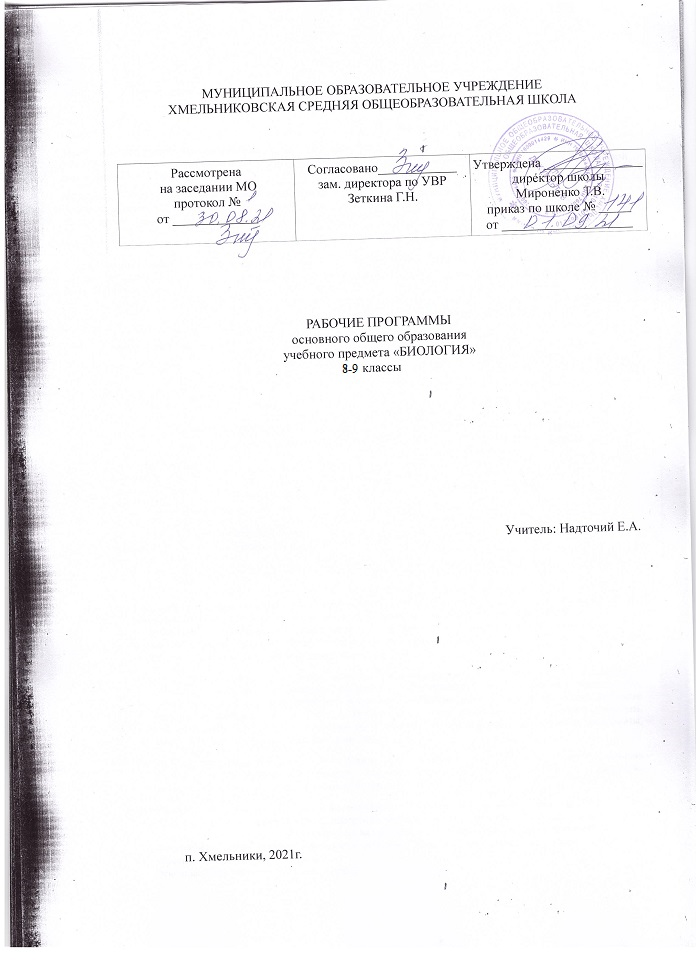 МУНИЦИПАЛЬНОЕ ОБРАЗОВАТЕЛЬНОЕ УЧРЕЖДЕНИЕ
ХМЕЛЬНИКОВСКАЯ СРЕДНЯЯ ОБЩЕОБРАЗОВАТЕЛЬНАЯ ШКОЛА
Рассмотрена
на заседании МО
протокол № 1
от 30.08.21
Согласовано
зам. директора по УВР
Зеткина Г.Н.
Утверждена
директор школы
Мироненко Т.В.
приказ по школе № 141
от 01.09.21
РАБОЧИЕ ПРОГРАММЫ
основного общего образования
учебного предмета «БИОЛОГИЯ»
8-9 классы
Учитель: Надточий Е.А.
п. Хмельники, 2021г.